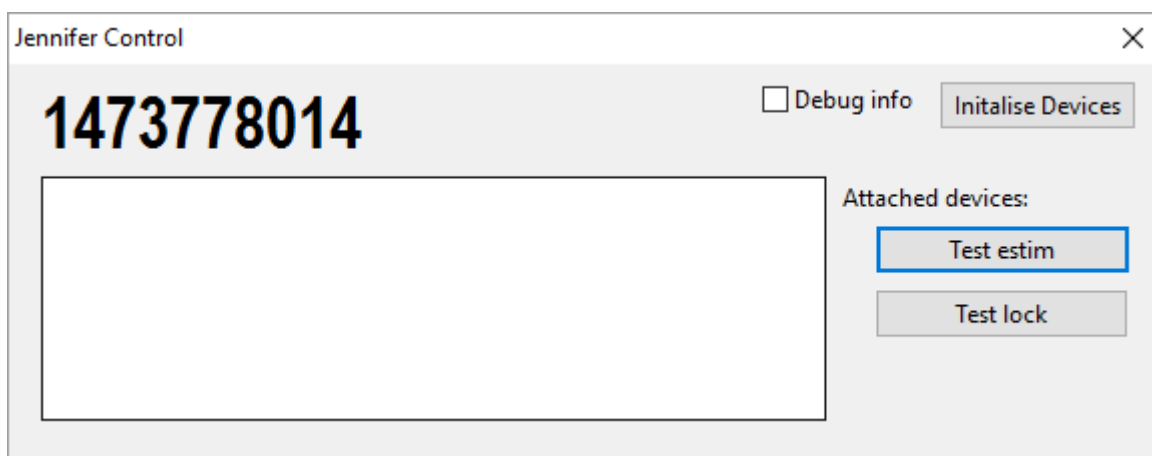 Jennifer Control
1473778014
Debug info
Initalise Devices
Attached devices:
Test estim
Test lock